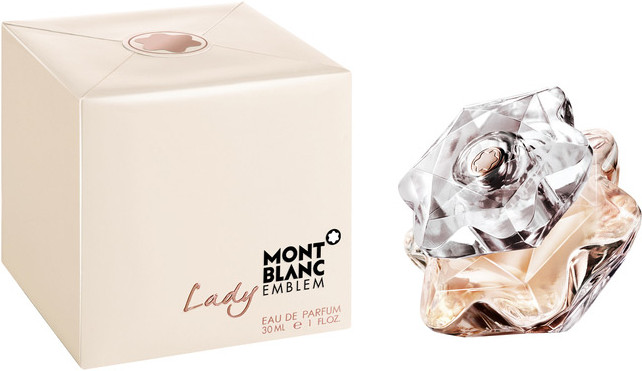 MONT
BLANC
Lady EMBLEM
EAU DE PARFUM
30 ML e 1 FL.OZ.